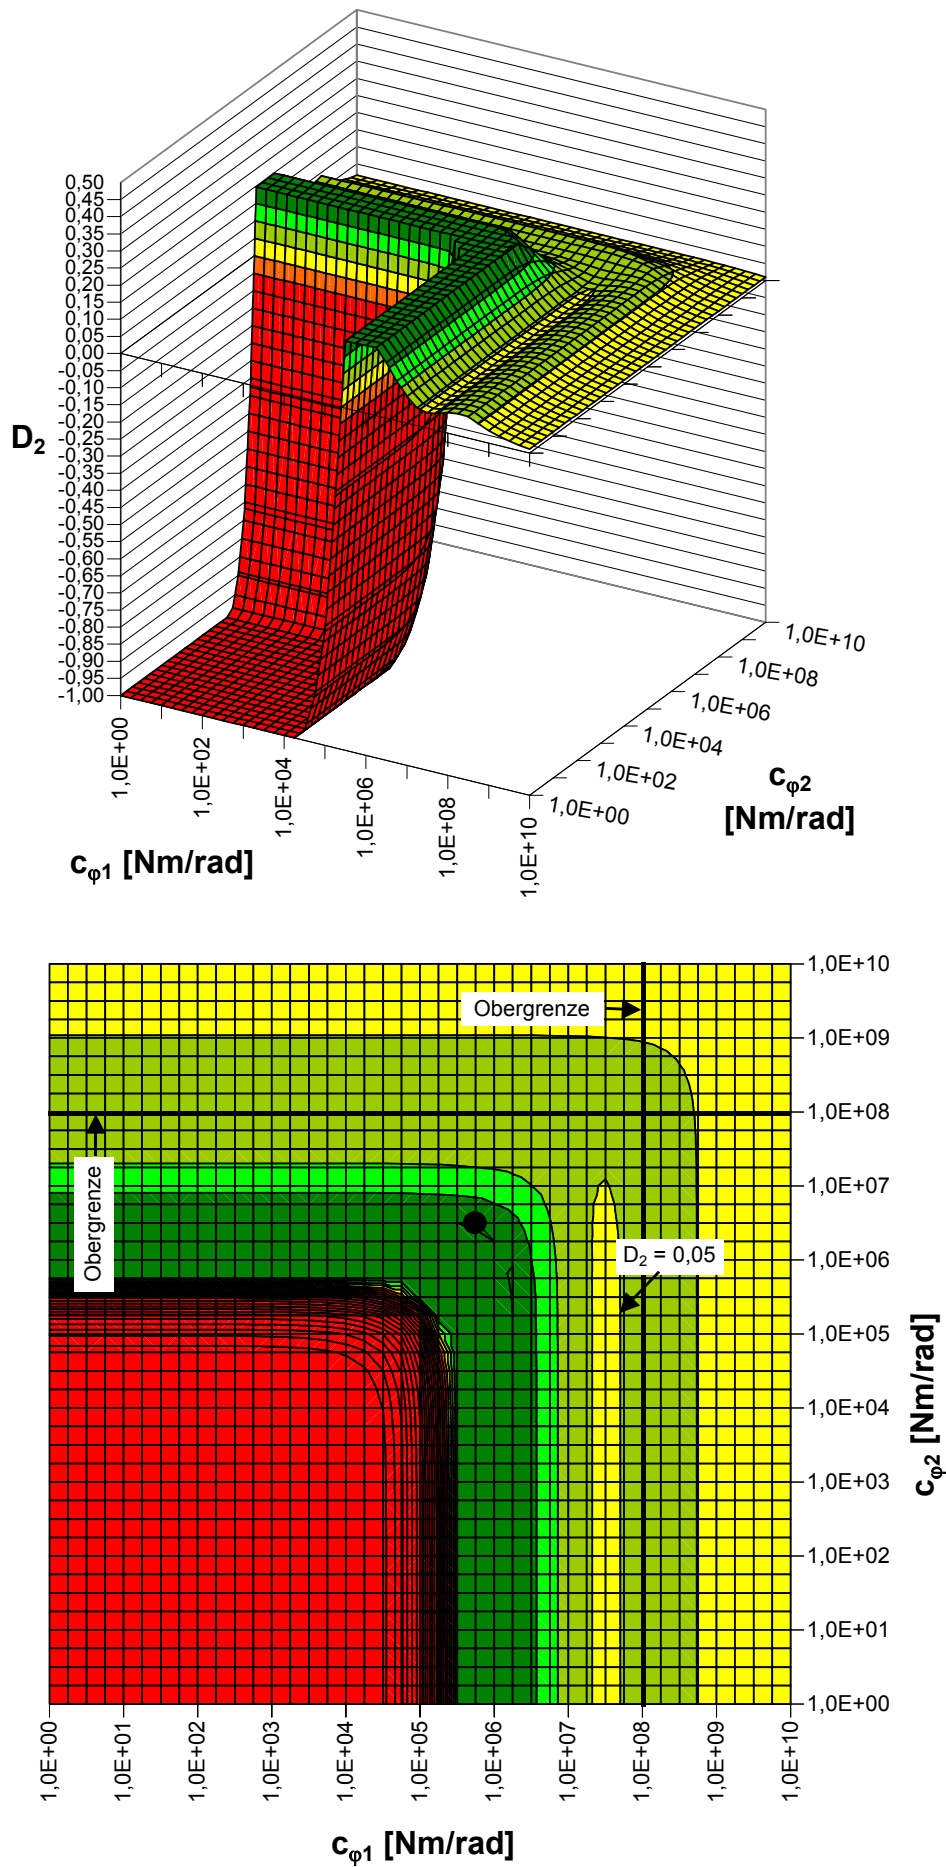 0,50
0,45
0,40
0,35
0,30
0,25
0,20
0,15
0,10
0,05
0,00
-0,05
-0,10
-0,15
-0,20
-0,25
-0,30
-0,35
-0,40
-0,45
-0,50
-0,55
-0,60
-0,65
-0,70
-0,75
-0,80
-0,85
-0,90
-0,95
-1,00
D₂
1,0E+00
1,0E+02
1,0E+04
1,0E+06
1,0E+08
1,0E+10
cφ1 [Nm/rad]
1,0E+10
1,0E+08
1,0E+06
1,0E+04
1,0E+02
1,0E+00
cφ2
[Nm/rad]
Obergrenze
Obergrenze
D₂ = 0,05
1,0E+10
1,0E+09
1,0E+08
1,0E+07
1,0E+06
1,0E+05
1,0E+04
1,0E+03
1,0E+02
1,0E+01
1,0E+00
cφ2 [Nm/rad]
1,0E+00
1,0E+01
1,0E+02
1,0E+03
1,0E+04
1,0E+05
1,0E+06
1,0E+07
1,0E+08
1,0E+09
1,0E+10
cφ1 [Nm/rad]